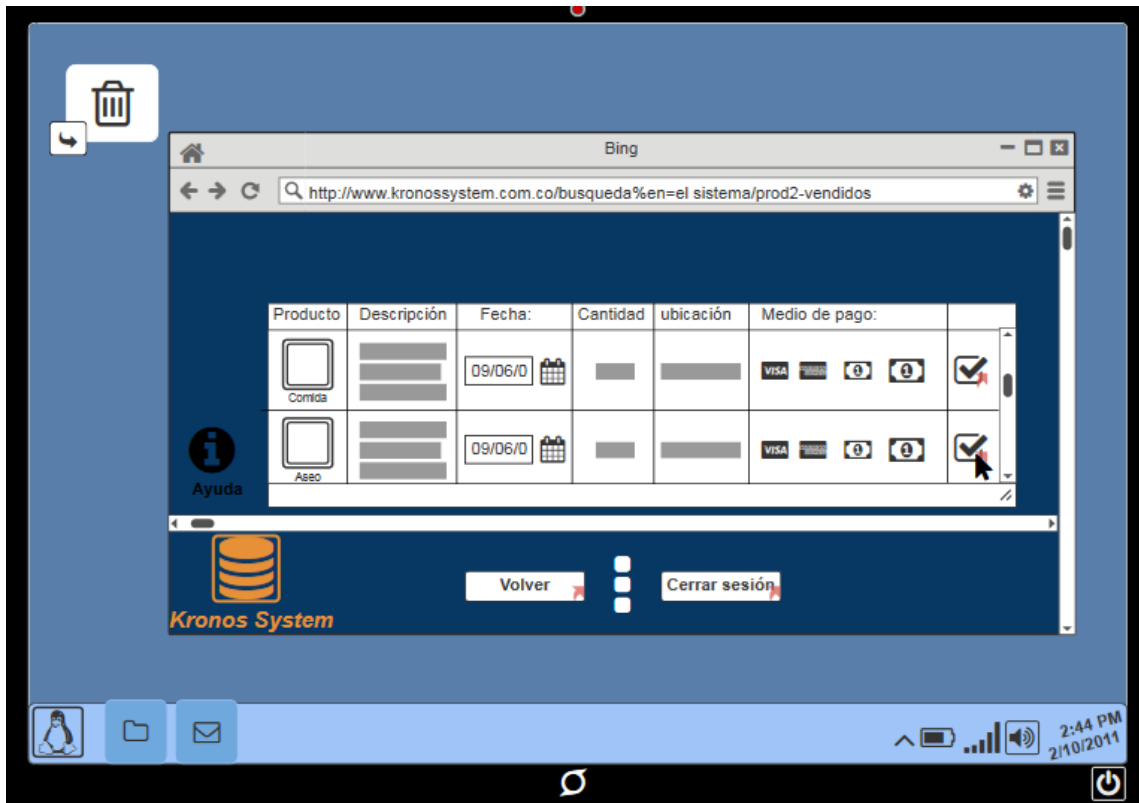 Bing
http://www.kronossystem.com.co/busqueda%en=el sistema/prod2-vendidos
Producto Descripción Fecha: Cantidad ubicación Medio de pago:
Comida
09/06/0
VISA
Aseo
09/06/0
VISA
Ayuda
Volver
Cerrar sesión
Kronos System
2:44 PM
2/10/2011